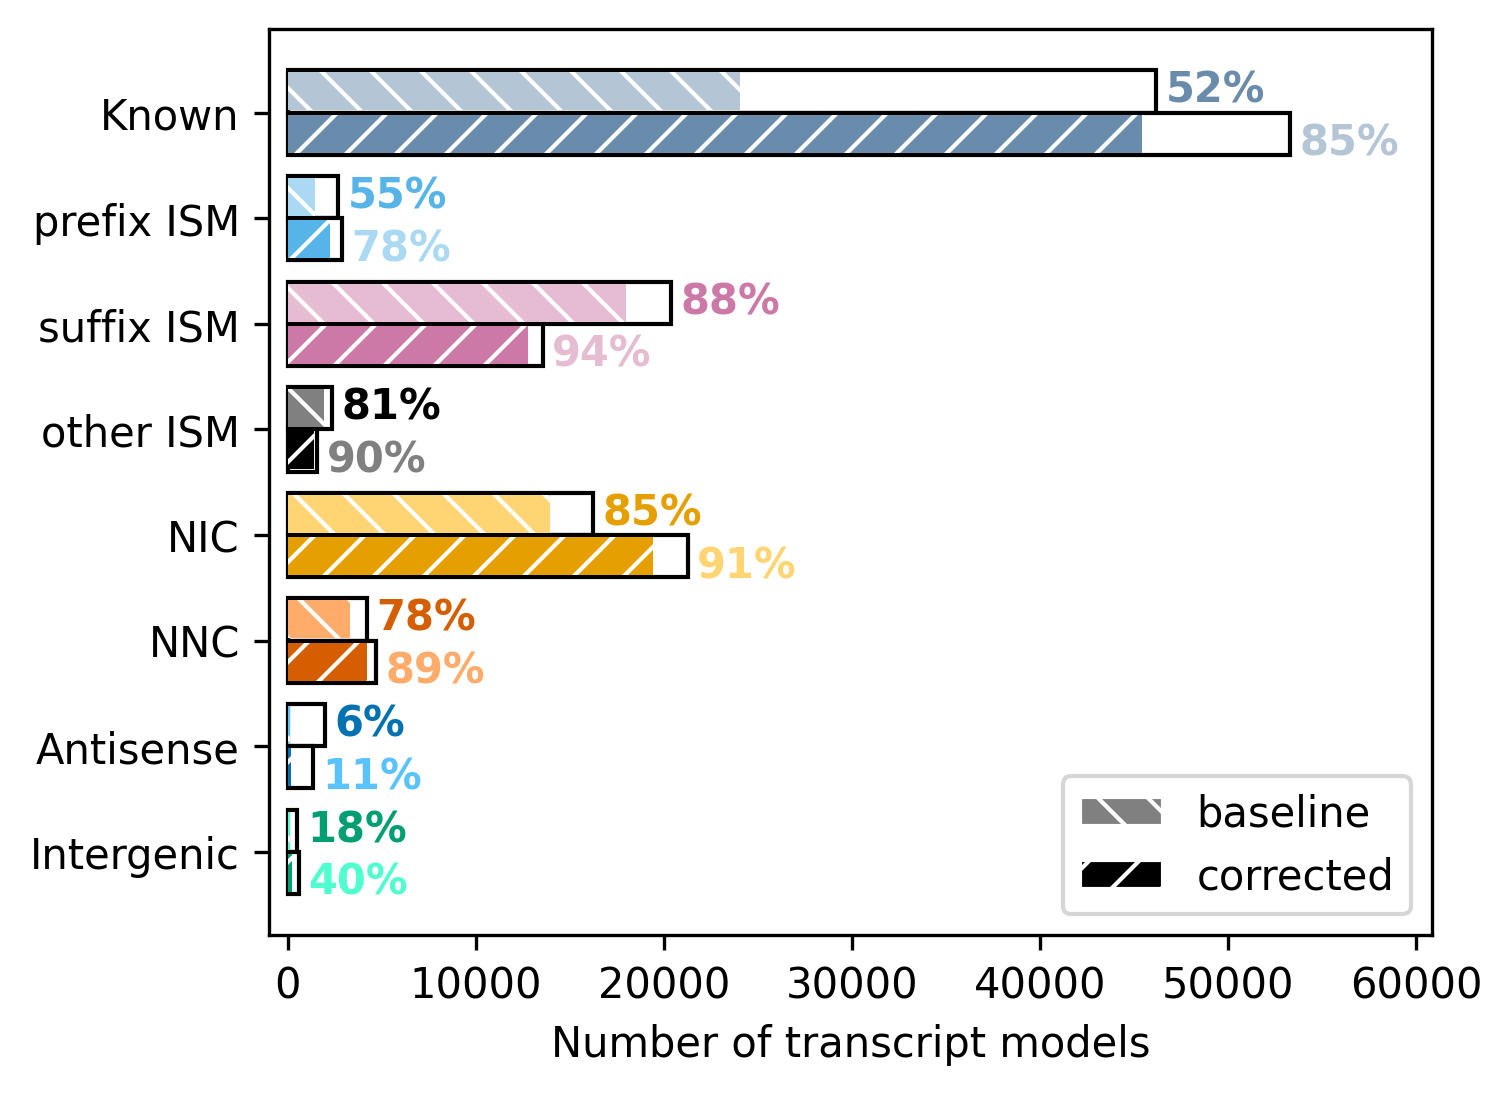 Known
52%
85%
prefix ISM
55%
78%
suffix ISM
88%
94%
other ISM
81%
90%
NIC
85%
91%
NNC
78%
89%
Antisense
6%
11%
Intergenic
18%
40%
baseline
corrected
0 10000 20000 30000 40000 50000 60000
Number of transcript models